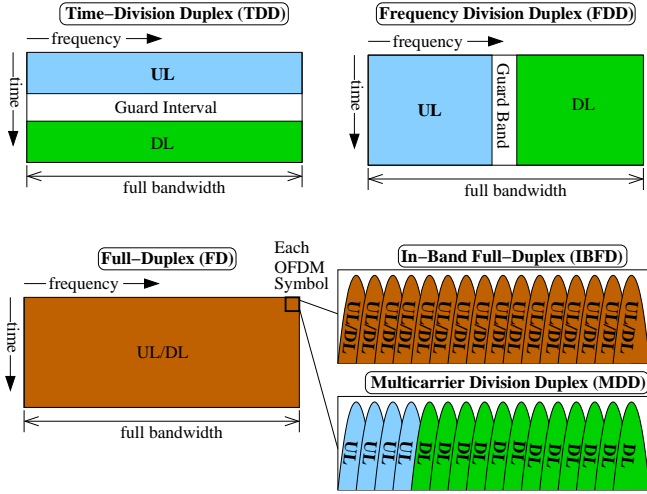 Time–Division Duplex (TDD)
frequency
time
UL
Guard Interval
DL
full bandwidth
Frequency Division Duplex (FDD)
frequency
time
UL
Guard Band
DL
full bandwidth
Full–Duplex (FD)
frequency
time
UL/DL
full bandwidth
Each
OFDM
Symbol
In–Band Full–Duplex (IBFD)
UL/DL UL/DL UL/DL UL/DL UL/DL UL/DL UL/DL UL/DL UL/DL UL/DL UL/DL UL/DL UL/DL UL/DL UL/DL
Multicarrier Division Duplex (MDD)
UL UL UL UL DL DL DL DL DL DL DL DL DL DL DL